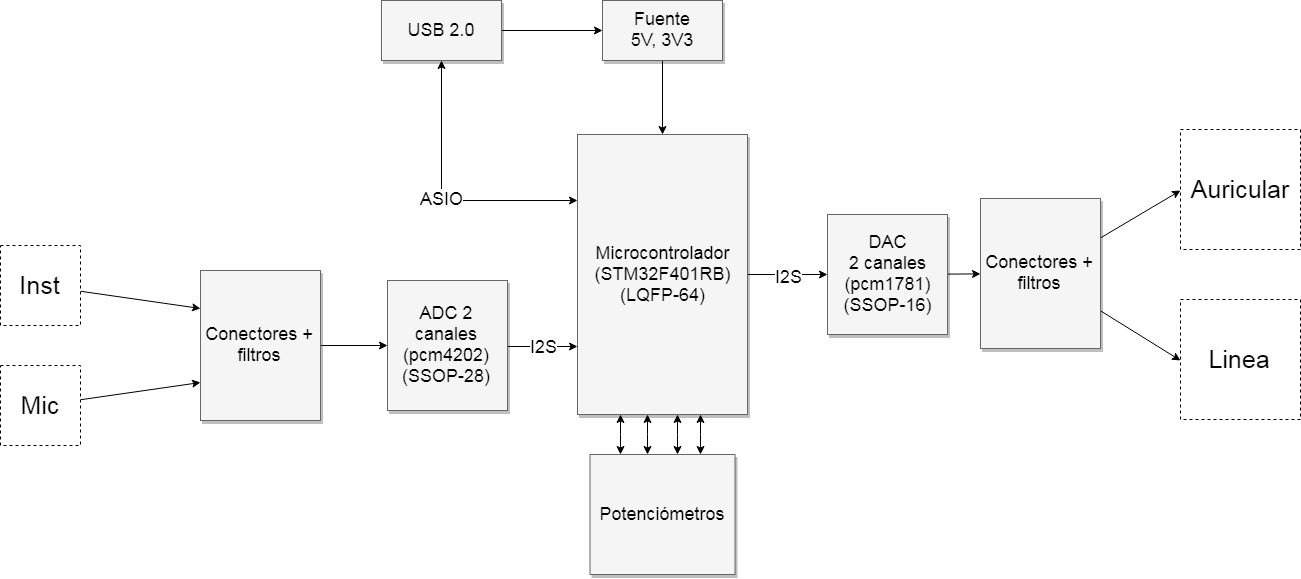 USB 2.0
Fuente
5V, 3V3
ASIO
Inst
Mic
Conectores +
filtros
ADC 2
canales
(pcm4202)
(SSOP-28)
I2S
Microcontrolador
(STM32F401RB)
(LQFP-64)
I2S
DAC
2 canales
(pcm1781)
(SSOP-16)
Conectores +
filtros
Auricular
Linea
Potenciómetros